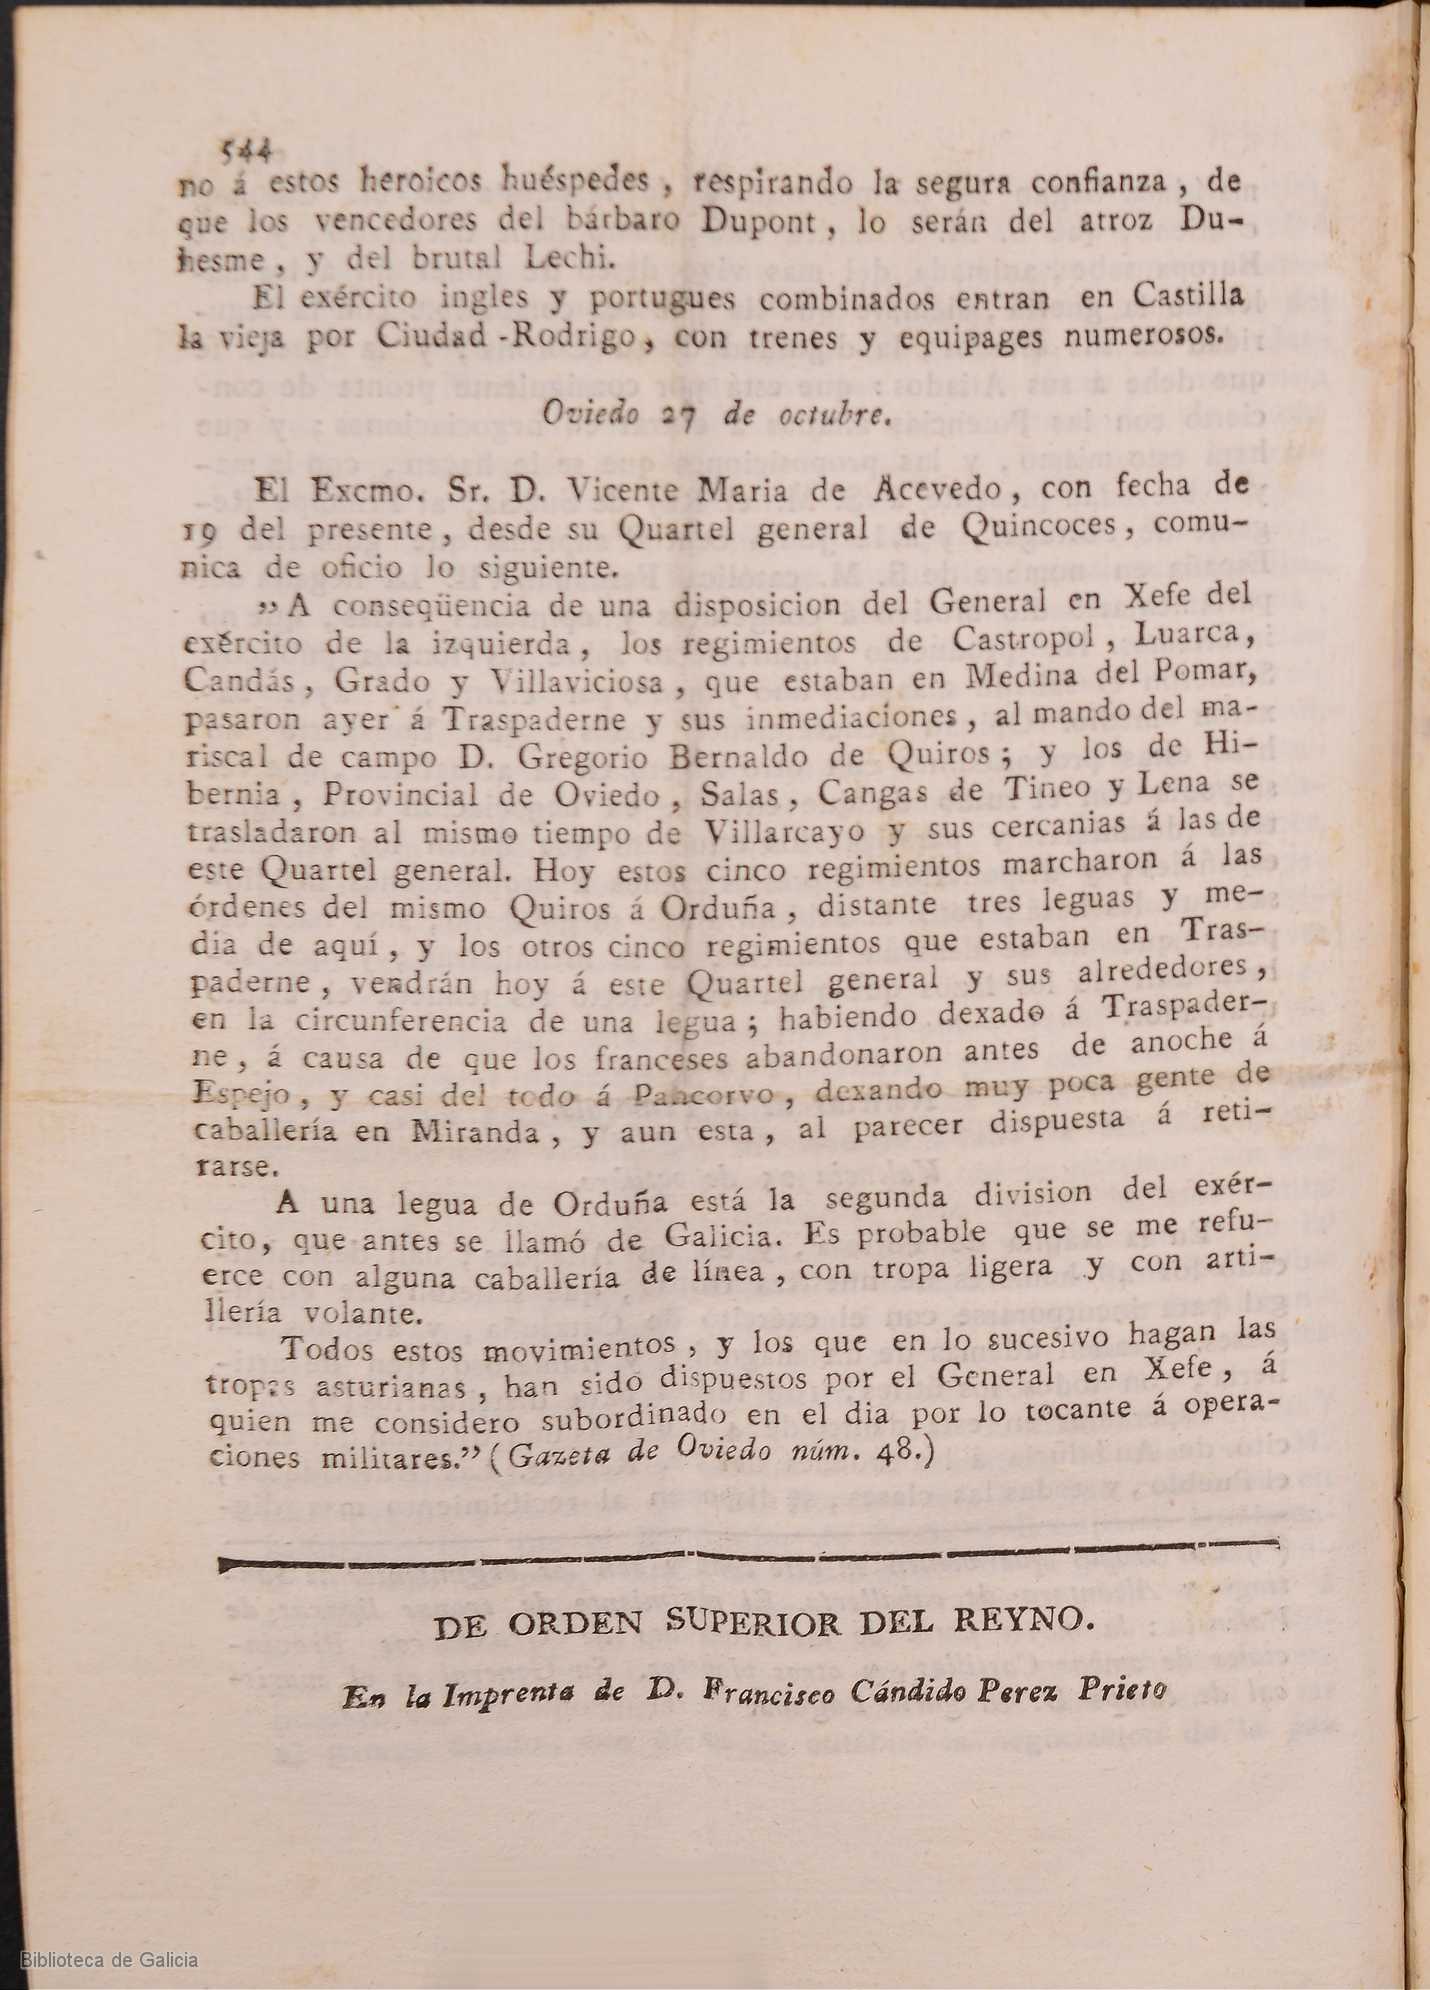 544
no á estos heroicos huéspedes , respirando la segura confianza , de
que los vencedores del bárbaro Dupont , lo serán del atroz Du-
hesme , y del brutal Lechi.
El exército ingles y portugues combinados entran en Castilla
la vieja por Ciudad -Rodrigo, con trenes y equipages numerosos.
Oviedo 27 de octubre.
El Excmo. Sr. D. Vicente Maria de Acevedo , con fecha de
19 del presente , desde su Quartel general de Quincoces , comu-
nica de oficio lo siguiente.
”A conseqüencia de una disposicion del General en Xefe del
exército de la izquierda , los regimientos de Castropol , Luarca,
Candás , Grado y Villaviciosa , que estaban en Medina del Pomar,
pasaron ayer á Traspaderne y sus inmediaciones , al mando del ma-
riscal de campo D. Gregorio Bernaldo de Quiros ; y los de Hi-
bernia , Provincial de Oviedo , Salas , Cangas de Tineo y Lena se
trasladaron al mismo tiempo de Villarcayo y sus cercanias á las de
este Quartel general. Hoy estos cinco regimientos marcharon á las
órdenes del mismo Quiros á Orduña , distante tres leguas y me-
dia de aquí , y los otros cinco regimientos que estaban en Tras-
paderne , vendrán hoy á este Quartel general y sus alrededores ,
en la circunferencia de una legua ; habiendo dexado á Traspader-
ne , á causa de que los franceses abandonaron antes de anoche á
Espejo , y casi del todo á Pancorvo , dexando muy poca gente de
caballería en Miranda , y aun esta , al parecer dispuesta á reti-
rarse.
A una legua de Orduña está la segunda division del exér-
cito, que antes se llamó de Galicia. Es probable que se me refu-
erce con alguna caballería de línea , con tropa ligera y con arti-
llería volante.
Todos estos movimientos , y los que en lo sucesivo hagan las
tropas asturianas , han sido dispuestos por el General en Xefe , á
quien me considero subordinado en el dia por lo tocante á opera-
ciones militares.” (Gazeta de Oviedo núm. 48.)
DE ORDEN SUPERIOR DEL REYNO.
En la Imprenta de D. Francisco Cándido Perez Prieto
Biblioteca de Galicia